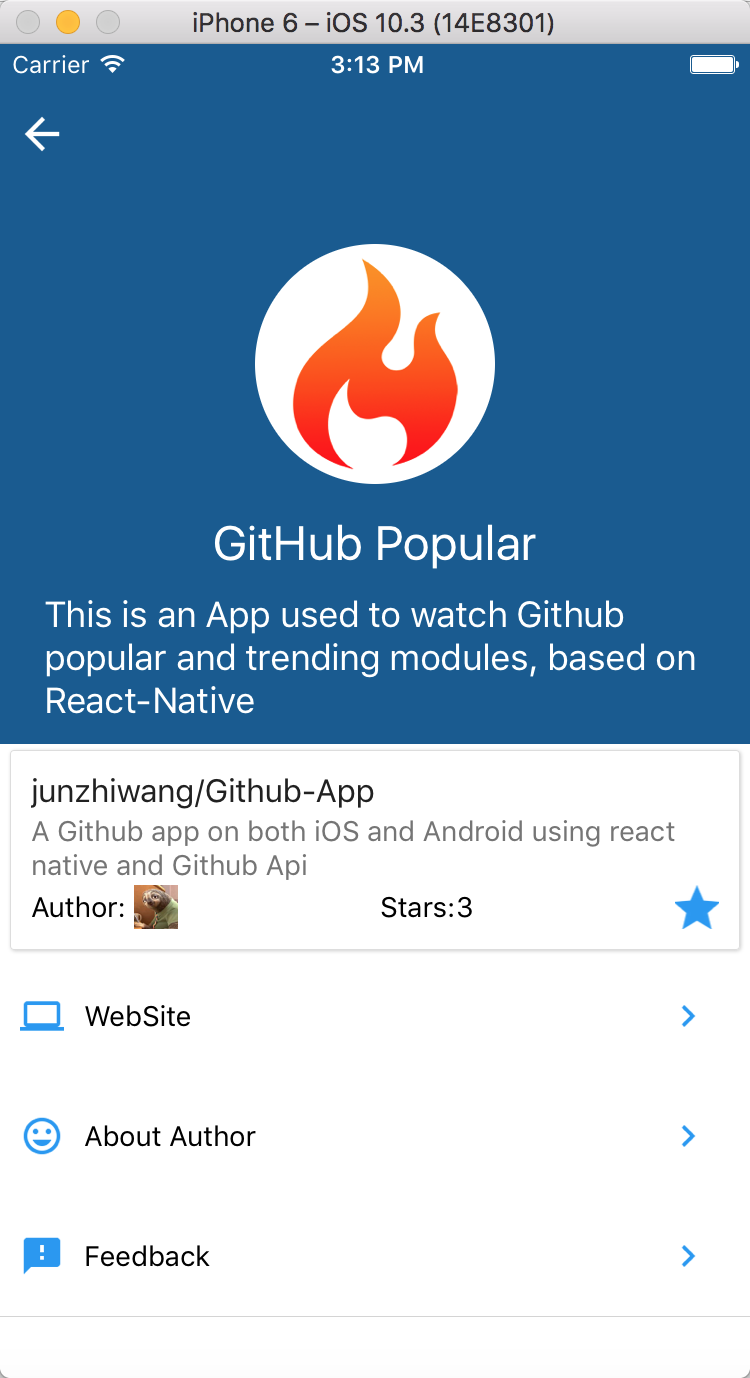 iPhone 6 – iOS 10.3 (14E8301)
Carrier 3:13 PM
GitHub Popular
This is an App used to watch Github
popular and trending modules, based on
React-Native
junzhiwang/Github-App
A Github app on both iOS and Android using react
native and Github Api
Author: Stars:3
WebSite
About Author
Feedback